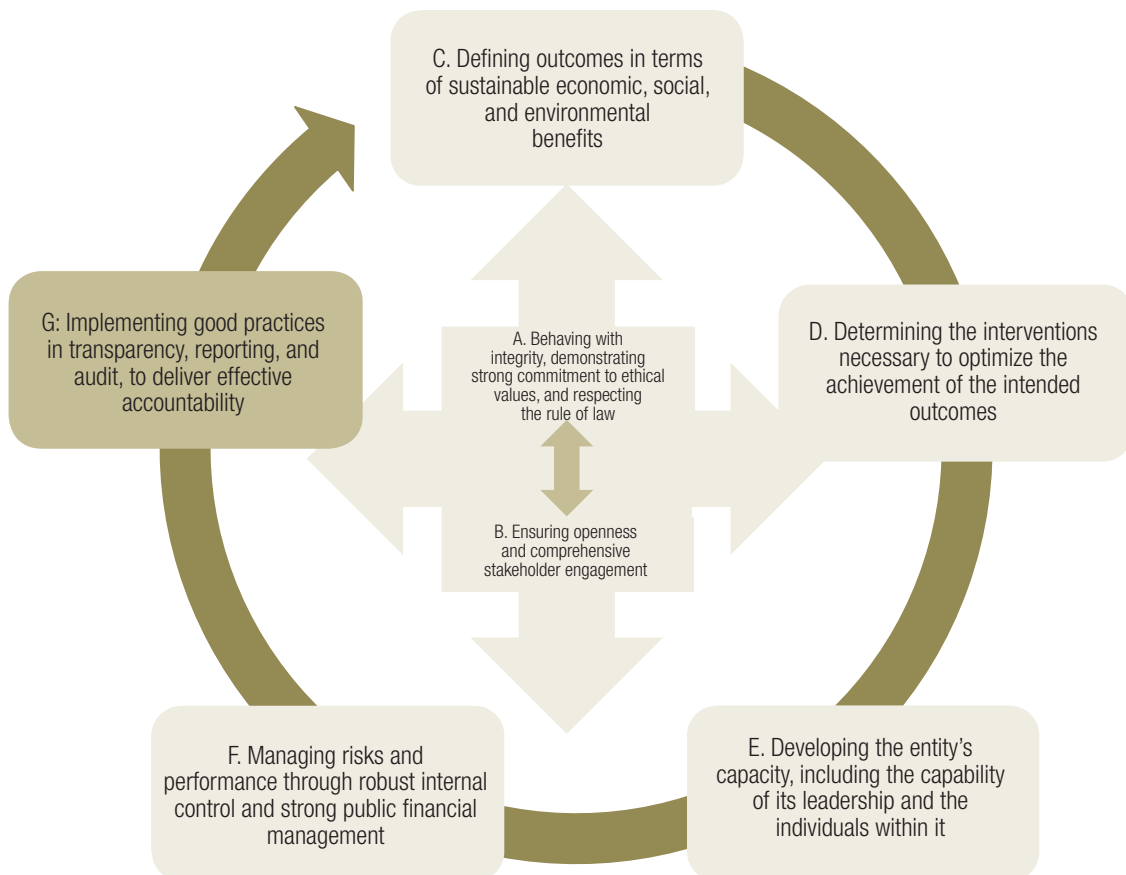 C. Defining outcomes in terms
of sustainable economic, social,
and environmental
benefits
G: Implementing good practices
in transparency, reporting, and
audit, to deliver effective
accountability
A. Behaving with
integrity, demonstrating
strong commitment to ethical
values, and respecting
the rule of law
D. Determining the interventions
necessary to optimize the
achievement of the intended
outcomes
B. Ensuring openness
and comprehensive
stakeholder engagement
F. Managing risks and
performance through robust internal
control and strong public financial
management
E. Developing the entity’s
capacity, including the capability
of its leadership and the
individuals within it